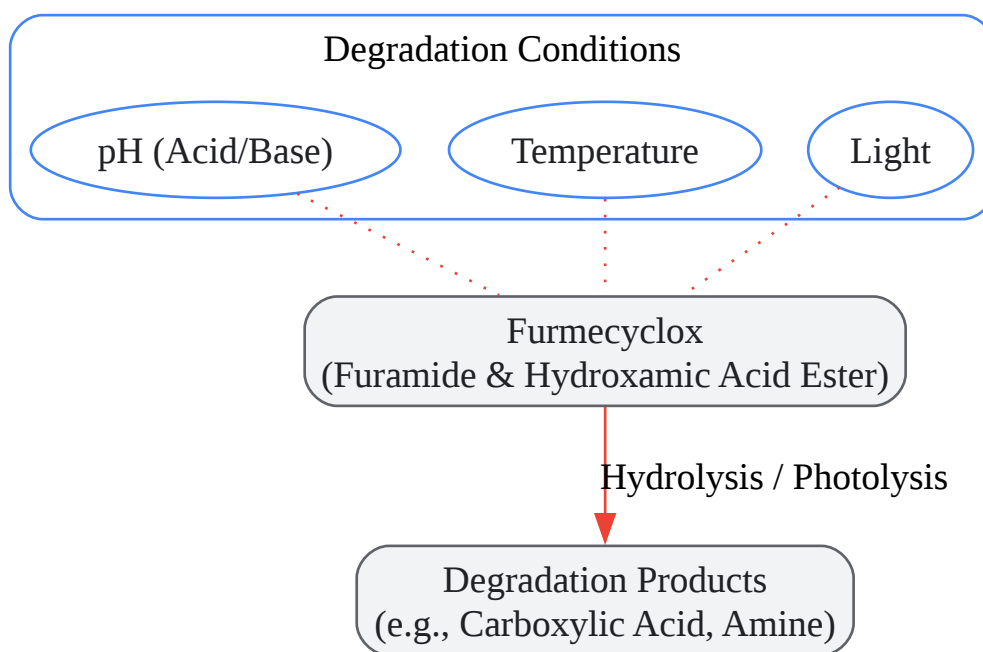 Degradation Conditions
pH (Acid/Base)
Temperature
Light
Furmecyclox
(Furamide & Hydroxamic Acid Ester)
Hydrolysis / Photolysis
Degradation Products
(e.g., Carboxylic Acid, Amine)